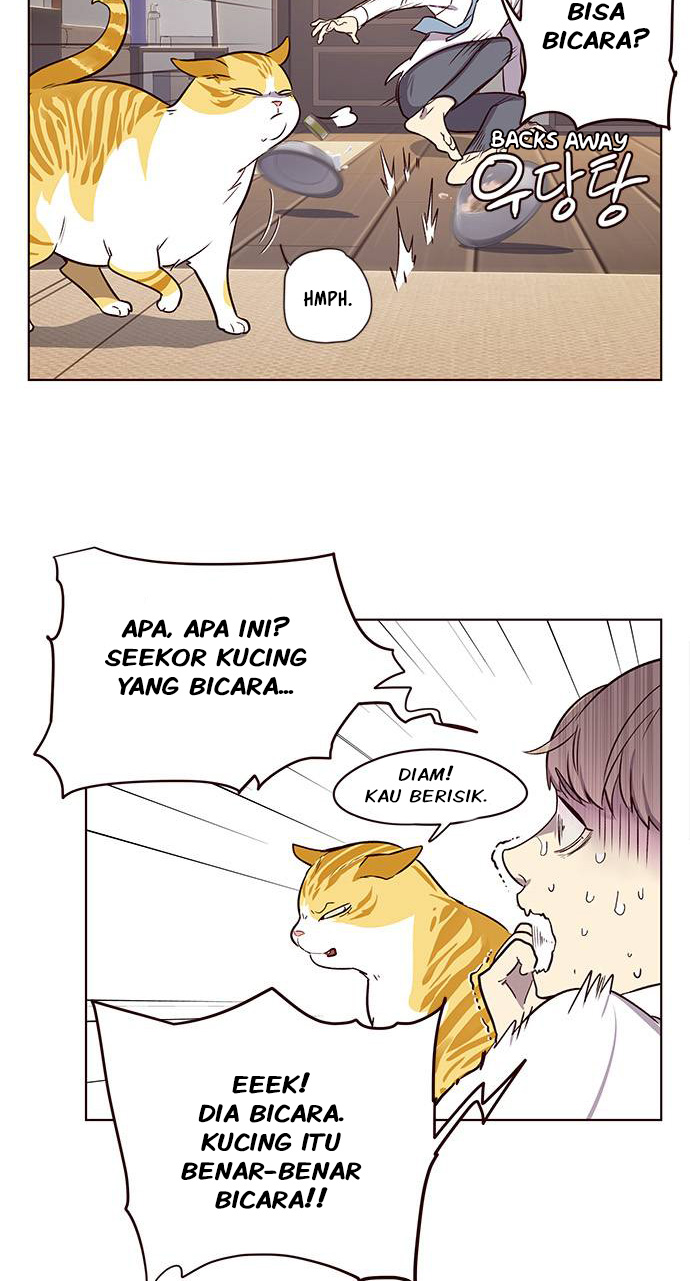 BISA
BICARA?
BACKS AWAY
우당탕
HMPH.
APA, APA INI?
SEEKOR KUCING
YANG BICARA...
DIAM!
KAU BERISIK.
EEEK!
DIA BICARA.
KUCING ITU
BENAR-BENAR
BICARA!!